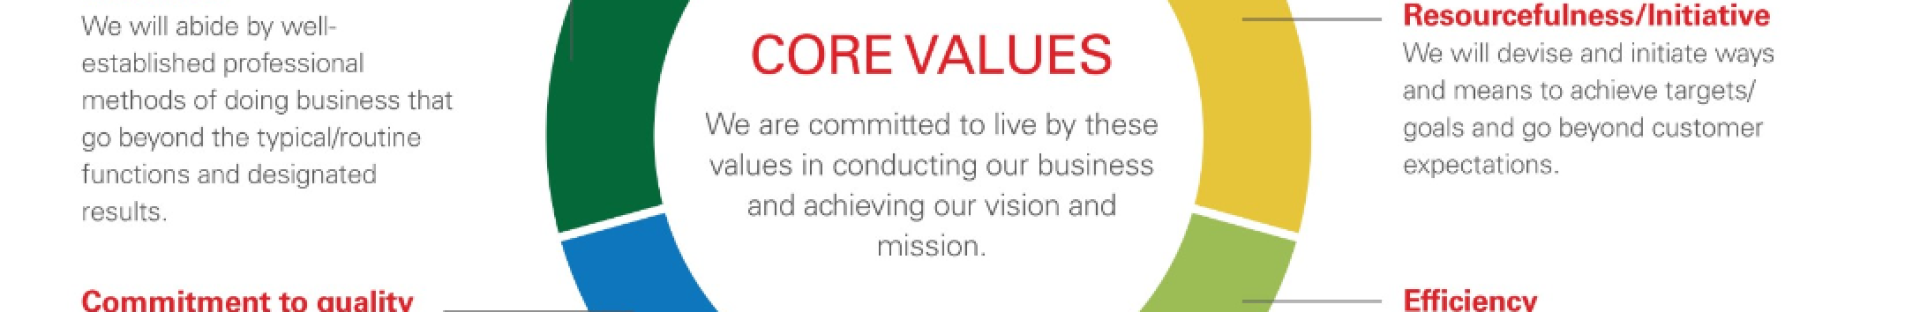 We will abide by well-
established professional
methods of doing business that
go beyond the typical/routine
functions and designated
results.
Commitment to quality
CORE VALUES
We are committed to live by these
values in conducting our business
and achieving our vision and
mission.
Resourcefulness/Initiative
We will devise and initiate ways
and means to achieve targets/
goals and go beyond customer
expectations.
Efficiency